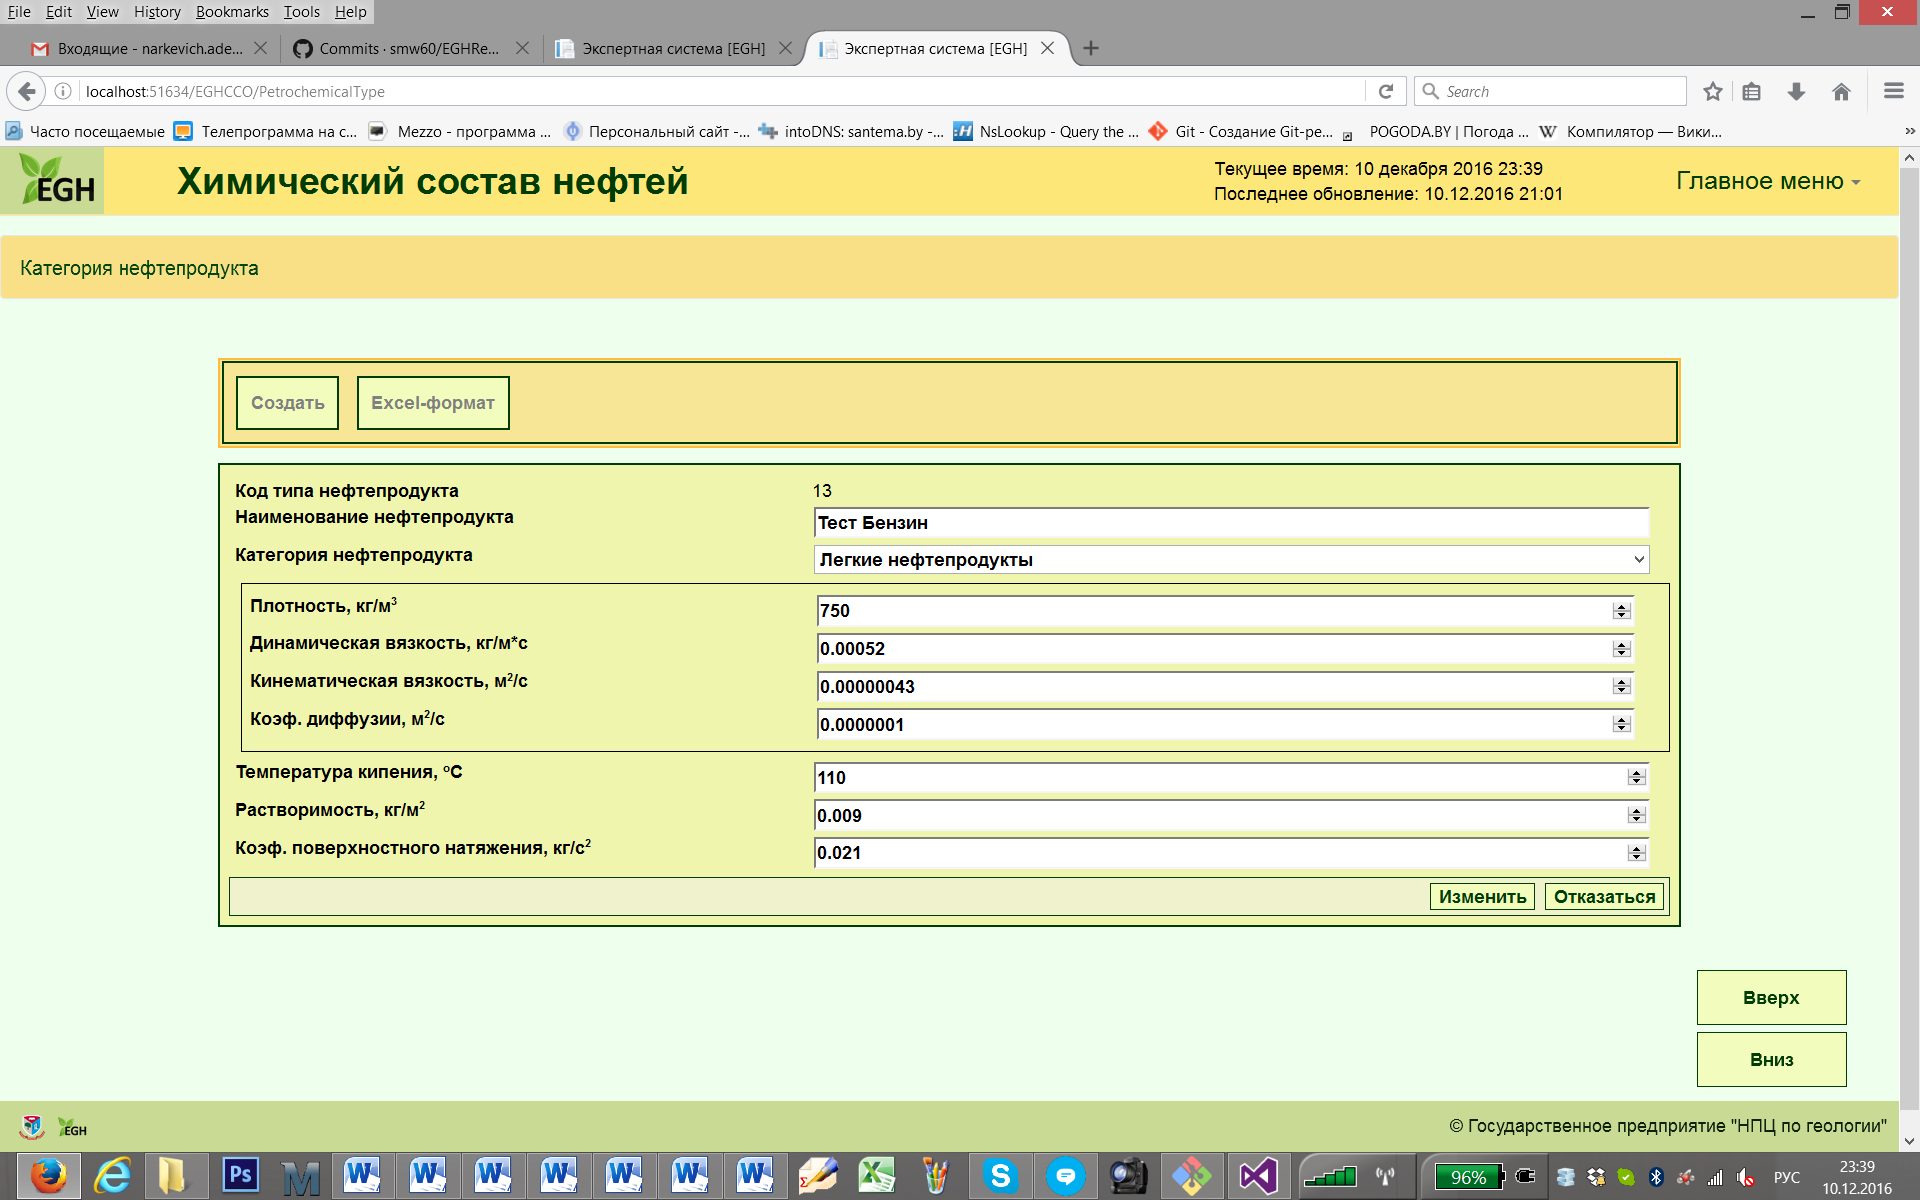 File Edit View History Bookmarks Tools Help
Входящие - narkevich.ade... Commits · smw60/EGHRe... Экспертная система [EGH] Экспертная система [EGH]
localhost:51634/EGHCCO/PetrochemicalType Search
Часто посещаемые Телепрограмма на с... Mezzo - программа ... Персональный сайт -... intoDNS: santema.by -... NsLookup - Query the ... Git - Создание Git-ре... POGODA.BY | Погода ... Компилятор — Вики...
EGH Химический состав нефтей
Текущее время: 10 декабря 2016 23:39
Последнее обновление: 10.12.2016 21:01
Главное меню
Категория нефтепродукта
Создать Excel-формат
Код типа нефтепродукта 13
Наименование нефтепродукта Тест Бензин
Категория нефтепродукта Легкие нефтепродукты
Плотность, кг/м³ 750
Динамическая вязкость, кг/м*с 0.00052
Кинематическая вязкость, м²/с 0.00000043
Коэф. диффузии, м²/с 0.0000001
Температура кипения, °С 110
Растворимость, кг/м² 0.009
Коэф. поверхностного натяжения, кг/с² 0.021
Изменить Отказаться
Вверх
Вниз
EGH © Государственное предприятие "НПЦ по геологии"
96% РУС 23:39
10.12.2016